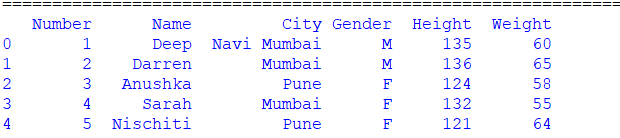 ==============================================================
Number Name City Gender Height Weight
0 1 Deep Navi Mumbai M 135 60
1 2 Darren Mumbai M 136 65
2 3 Anushka Pune F 124 58
3 4 Sarah Mumbai F 132 55
4 5 Nischiti Pune F 121 64